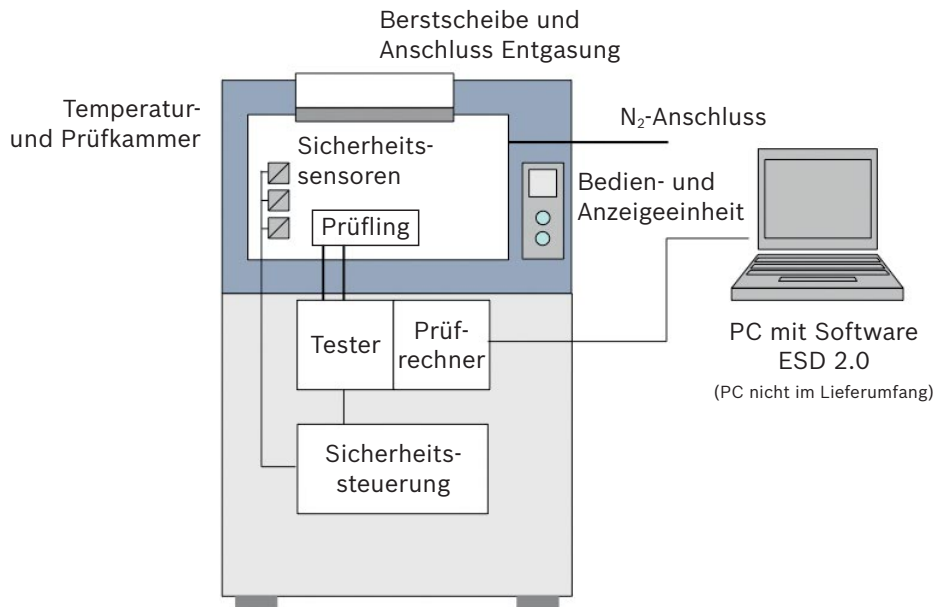 Berstscheibe und
Anschluss Entgasung
Temperatur-
und Prüfkammer
N₂-Anschluss
Sicherheits-
sensoren
Bedien- und
Anzeigeeinheit
Prüfling
Tester
Prüf-
rechner
PC mit Software
ESD 2.0
(PC nicht im Lieferumfang)
Sicherheits-
steuerung